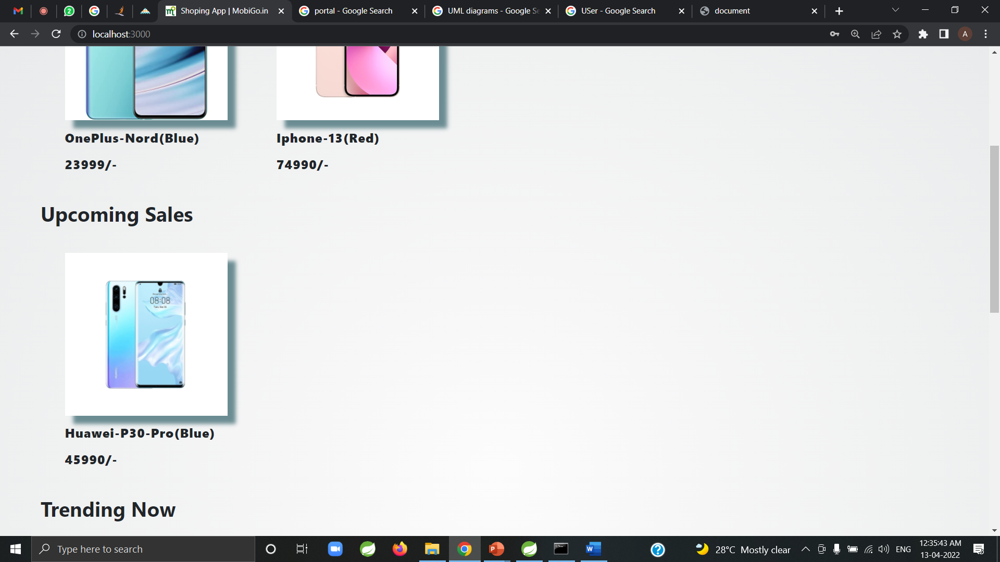 2
Shoping App | MobiGo.in
portal - Google Search
UML diagrams - Google Se
USer - Google Search
document
localhost:3000
A
OnePlus-Nord(Blue)
Iphone-13(Red)
23999/-
74990/-
Upcoming Sales
08:08
Huawei-P30-Pro(Blue)
45990/-
Trending Now
Type here to search
28°C Mostly clear
ENG
12:35:43 AM
13-04-2022